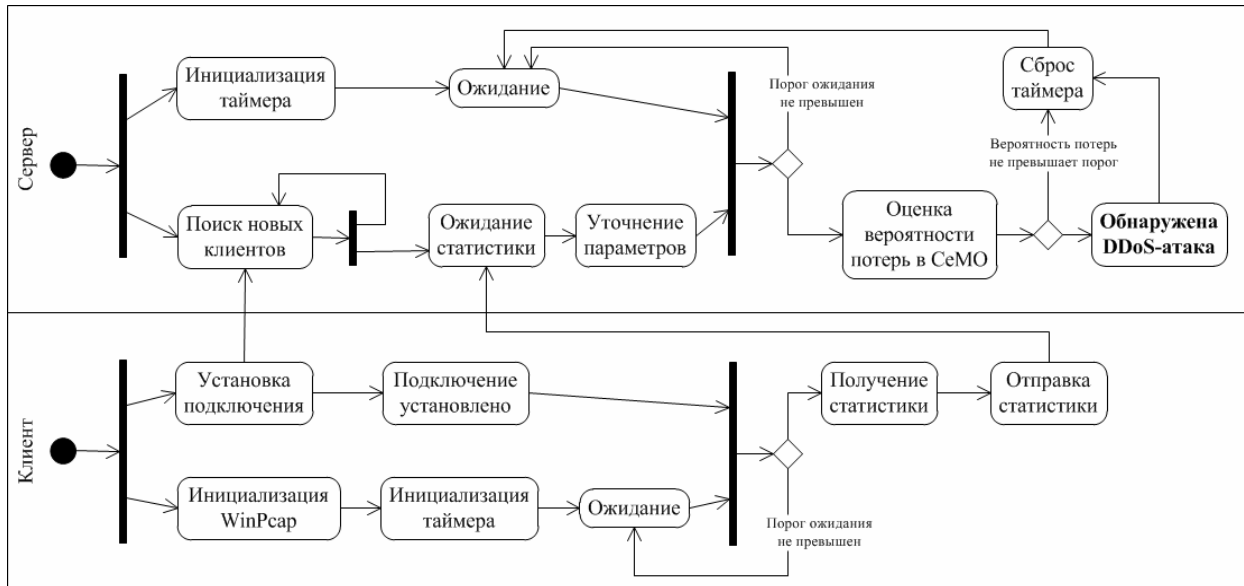 Сервер
Инициализация
таймера
Ожидание
Порог ожидания
не превышен
Сброс
таймера
Вероятность потерь
не превышает порог
Поиск новых
клиентов
Ожидание
статистики
Уточнение
параметров
Оценка
вероятности
потерь в СеМО
Обнаружена
DDoS-атака
Клиент
Установка
подключения
Подключение
установлено
Получение
статистики
Отправка
статистики
Инициализация
WinPcap
Инициализация
таймера
Ожидание
Порог ожидания
не превышен